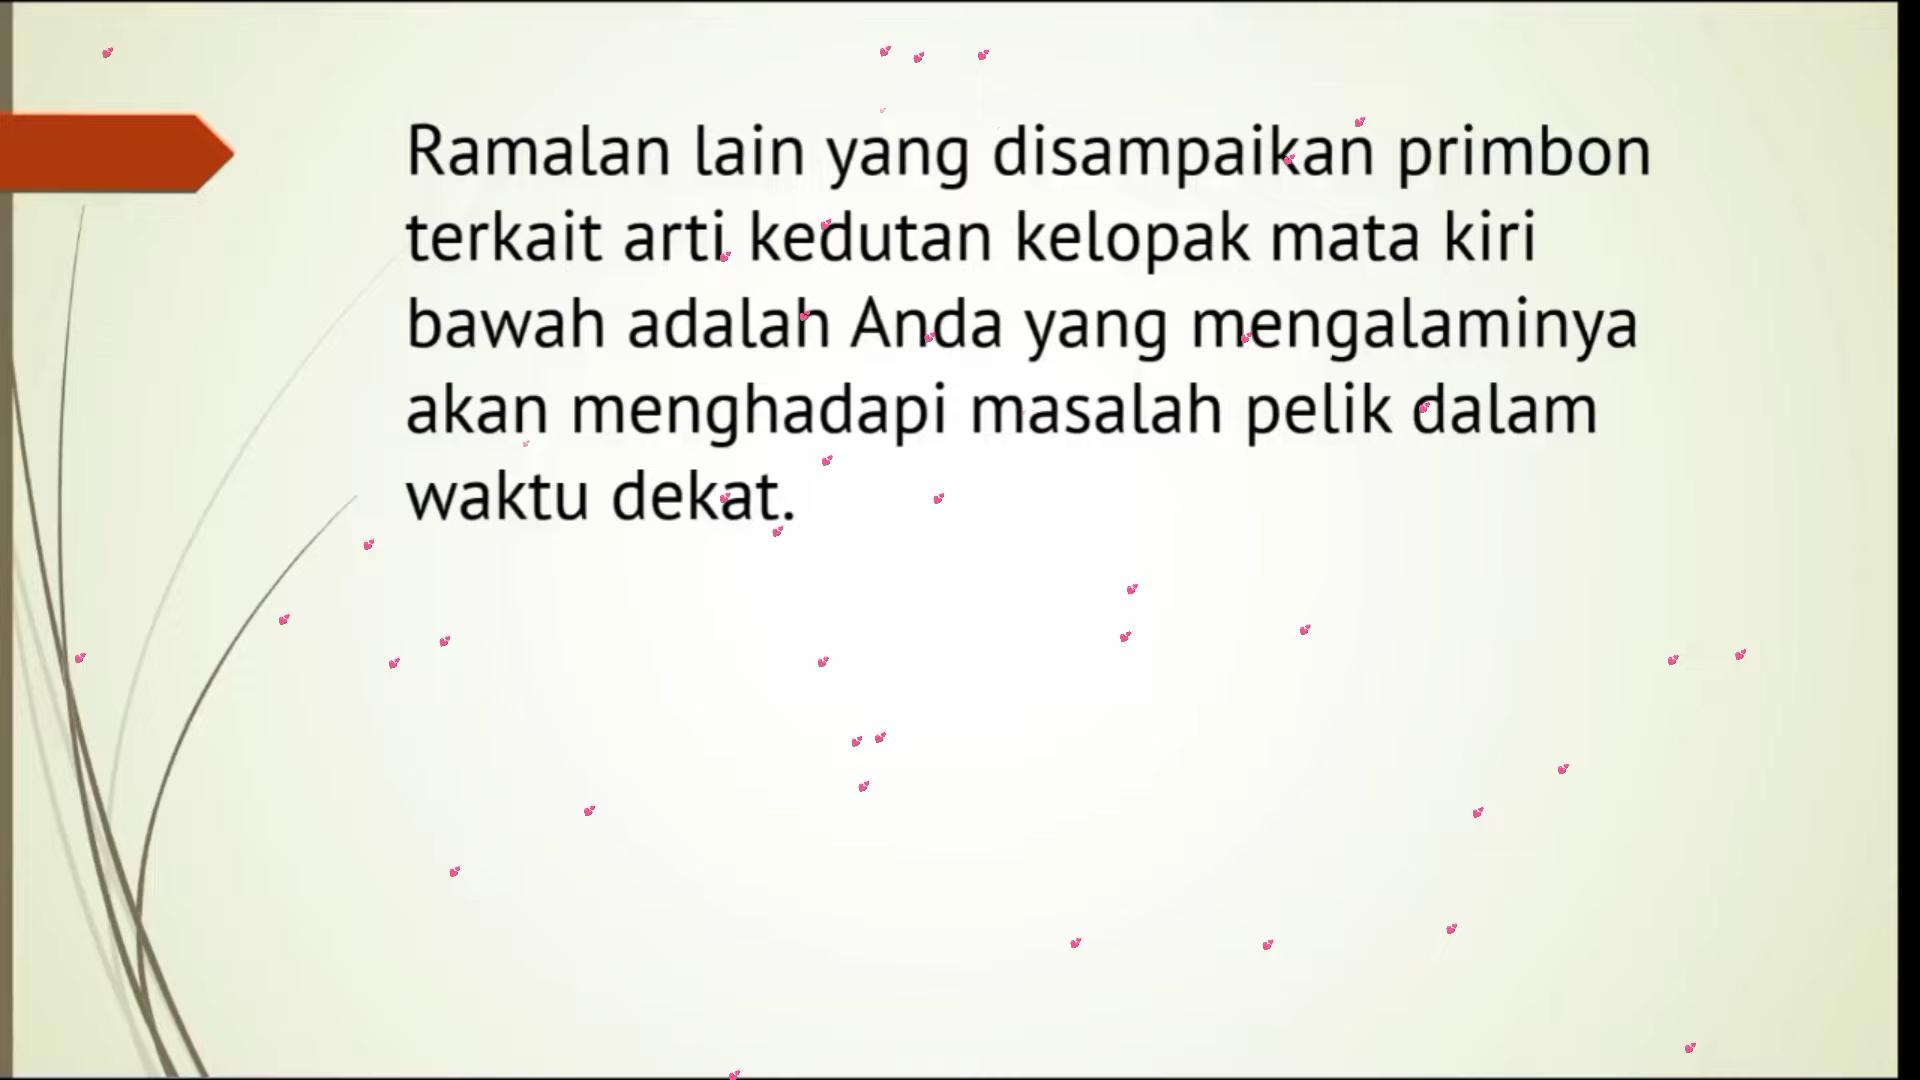 Ramalan lain yang disampaikan primbon
terkait arti kedutan kelopak mata kiri
bawah adalah Anda yang mengalaminya
akan menghadapi masalah pelik dalam
waktu dekat.